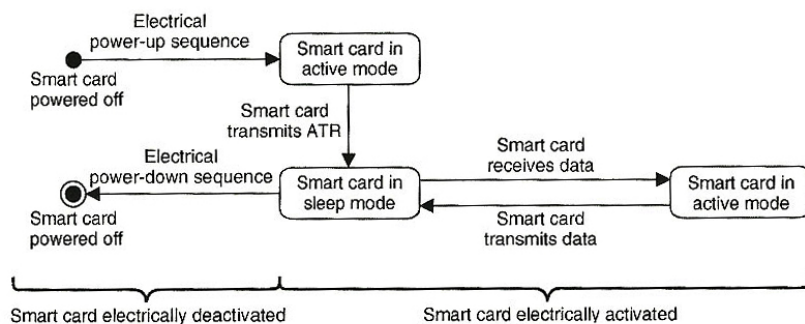 Electrical
power-up sequence
Smart card
powered off
Smart card in
active mode
Smart card
transmits ATR
Electrical
power-down sequence
Smart card
powered off
Smart card in
sleep mode
Smart card
receives data
Smart card
transmits data
Smart card in
active mode
Smart card electrically deactivated
Smart card electrically activated